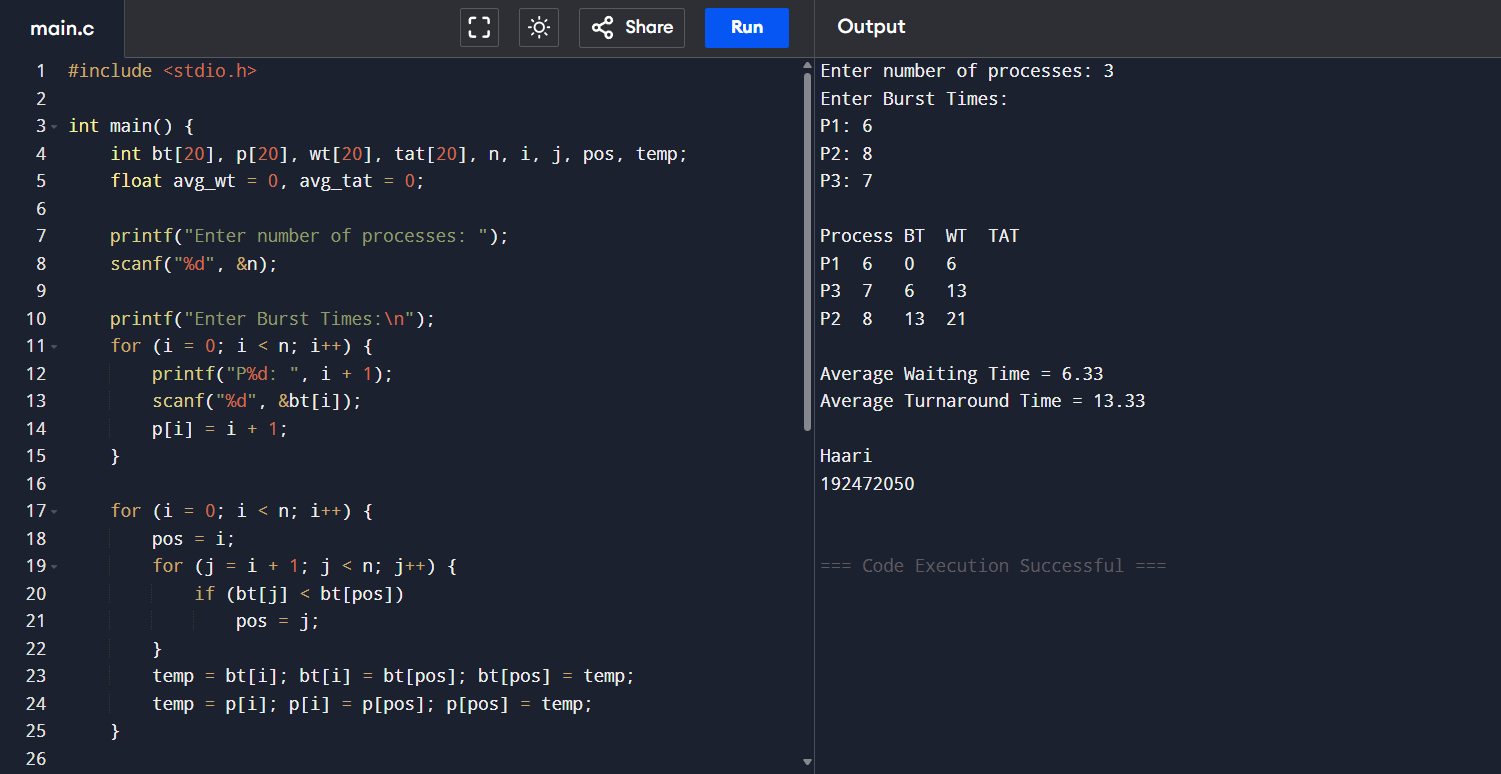 main.c
Share
Run
Output
1 #include <stdio.h>
2
3 int main() {
4     int bt[20], p[20], wt[20], tat[20], n, i, j, pos, temp;
5     float avg_wt = 0, avg_tat = 0;
6
7     printf("Enter number of processes: ");
8     scanf("%d", &n);
9
10     printf("Enter Burst Times:\n");
11     for (i = 0; i < n; i++) {
12         printf("P%d: ", i + 1);
13         scanf("%d", &bt[i]);
14         p[i] = i + 1;
15     }
16
17     for (i = 0; i < n; i++) {
18         pos = i;
19         for (j = i + 1; j < n; j++) {
20             if (bt[j] < bt[pos])
21                 pos = j;
22         }
23         temp = bt[i]; bt[i] = bt[pos]; bt[pos] = temp;
24         temp = p[i]; p[i] = p[pos]; p[pos] = temp;
25     }
26
Enter number of processes: 3
Enter Burst Times:
P1: 6
P2: 8
P3: 7

Process BT  WT  TAT
P1  6   0   6
P3  7   6   13
P2  8   13  21

Average Waiting Time = 6.33
Average Turnaround Time = 13.33

Haari
192472050

=== Code Execution Successful ===